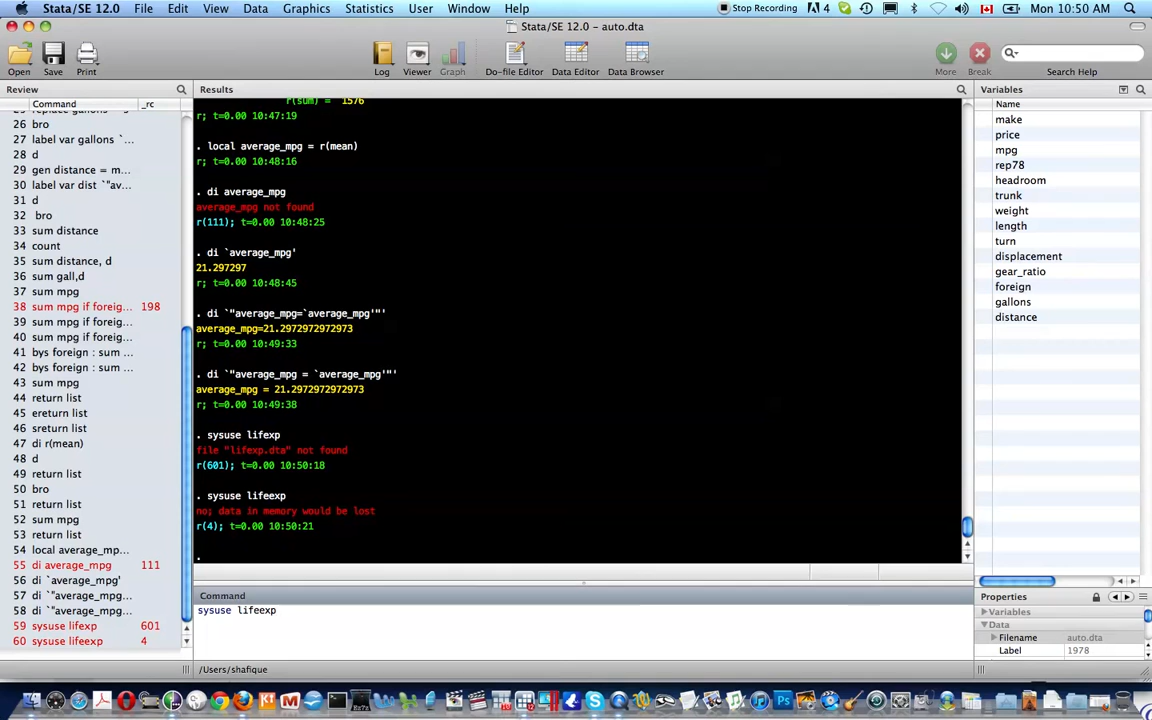 Stata/SE 12.0 File Edit View Data Graphics Statistics User Window Help Stop Recording 4 Mon 10:50 AM
Stata/SE 12.0 – auto.dta
Open Save Print Log Viewer Graph Do-file Editor Data Editor Data Browser More Break Search Help
Review
Command _rc
26 bro
27 label var gallons `...
28 d
29 gen distance = m...
30 label var dist `"av...
31 d
32 bro
33 sum distance
34 count
35 sum distance, d
36 sum gall,d
37 sum mpg
38 sum mpg if foreig... 198
39 sum mpg if foreig...
40 sum mpg if foreig...
41 bys foreign : sum ...
42 bys foreign : sum ...
43 sum mpg
44 return list
45 ereturn list
46 sreturn list
47 di r(mean)
48 d
49 return list
50 bro
51 return list
52 sum mpg
53 return list
54 local average_mp...
55 di average_mpg 111
56 di `average_mpg'
57 di `"average_mpg...
58 di `"average_mpg...
59 sysuse lifexp 601
60 sysuse lifeexp 4
Results
r(sum) = 1576
r; t=0.00 10:47:19
. local average_mpg = r(mean)
r; t=0.00 10:48:16
. di average_mpg
average_mpg not found
r(111); t=0.00 10:48:25
. di `average_mpg'
21.297297
r; t=0.00 10:48:45
. di `"average_mpg=`average_mpg'"'
average_mpg=21.2972972972973
r; t=0.00 10:49:33
. di `"average_mpg = `average_mpg'"'
average_mpg = 21.2972972972973
r; t=0.00 10:49:38
. sysuse lifexp
file "lifexp.dta" not found
r(601); t=0.00 10:50:18
. sysuse lifeexp
no; data in memory would be lost
r(4); t=0.00 10:50:21
.
Command
sysuse lifeexp
/Users/shafique
Variables
Name
make
price
mpg
rep78
headroom
trunk
weight
length
turn
displacement
gear_ratio
foreign
gallons
distance
Properties
Variables
Data
Filename auto.dta
Label 1978